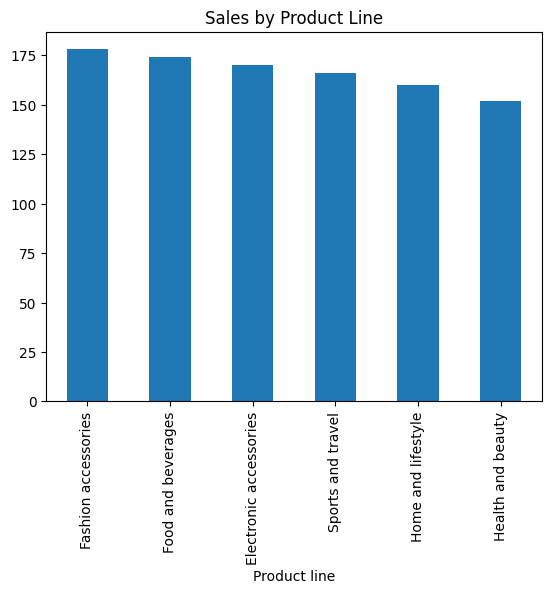 Sales by Product Line
175
150
125
100
75
50
25
0
Fashion accessories
Food and beverages
Electronic accessories
Sports and travel
Home and lifestyle
Health and beauty
Product line